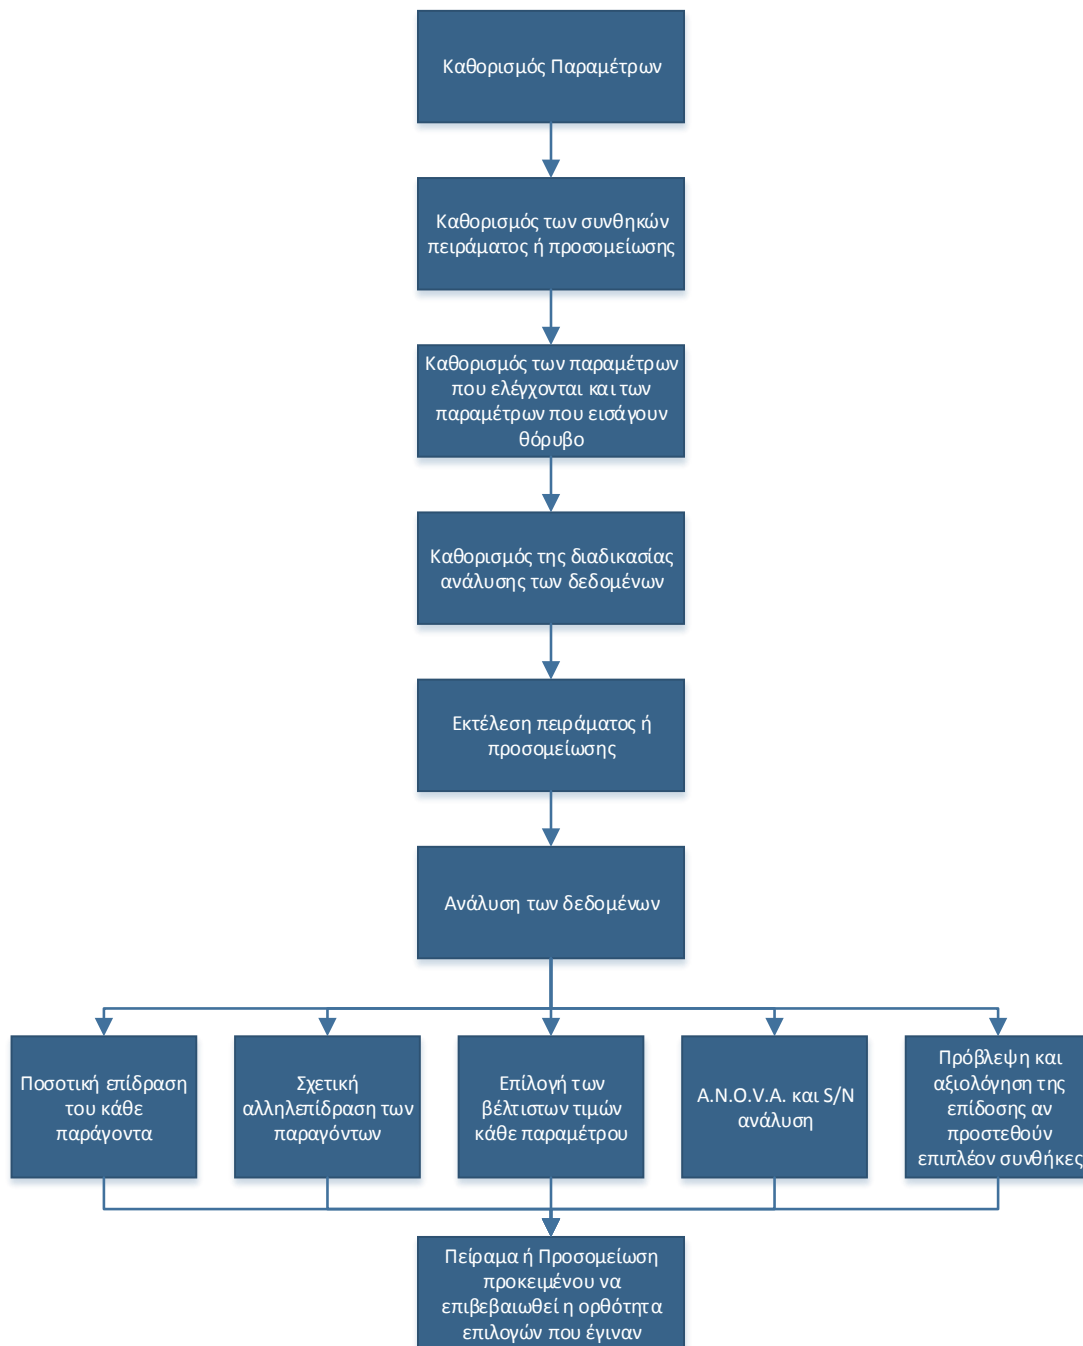 Καθορισμός Παραμέτρων
Καθορισμός των συνθηκών
πειράματος ή προσομείωσης
Καθορισμός των παραμέτρων
που ελέγχονται και των
παραμέτρων που εισάγουν
θόρυβο
Καθορισμός της διαδικασίας
ανάλυσης των δεδομένων
Εκτέλεση πειράματος ή
προσομείωσης
Ανάλυση των δεδομένων
Ποσοτική επίδραση
του κάθε
παράγοντα
Σχετική
αλληλεπίδραση των
παραγόντων
Επίλογή των
βέλτιστων τιμών
κάθε παραμέτρου
A.N.O.V.A. και S/N
ανάλυση
Πρόβλεψη και
αξιολόγηση της
επίδοσης αν
προστεθούν
επιπλέον συνθήκες
Πείραμα ή Προσομείωση
προκειμένου να
επιβεβαιωθεί η ορθότητα
επιλογών που έγιναν